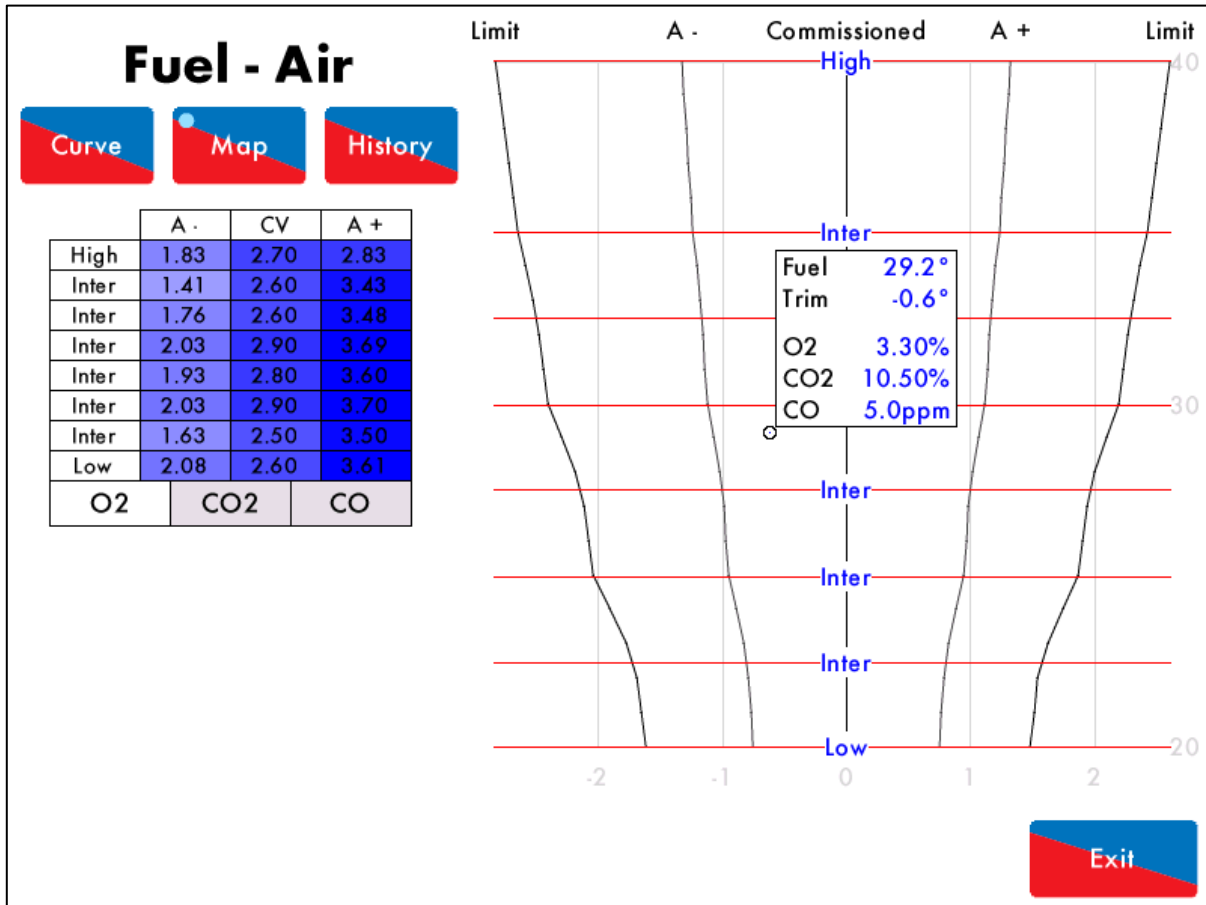 Fuel - Air
Curve Map History
A - CV A +
High 1.83 2.70 2.83
Inter 1.41 2.60 3.43
Inter 1.76 2.60 3.48
Inter 2.03 2.90 3.69
Inter 1.93 2.80 3.60
Inter 2.03 2.90 3.70
Inter 1.63 2.50 3.50
Low 2.08 2.60 3.61
O2 CO2 CO
Limit A - Commissioned A + Limit
High 40
Inter
Fuel 29.2°
Trim -0.6°
O2 3.30%
CO2 10.50%
CO 5.0ppm
30
Inter
Inter
Inter
Low 20
-2 -1 0 1 2
Exit